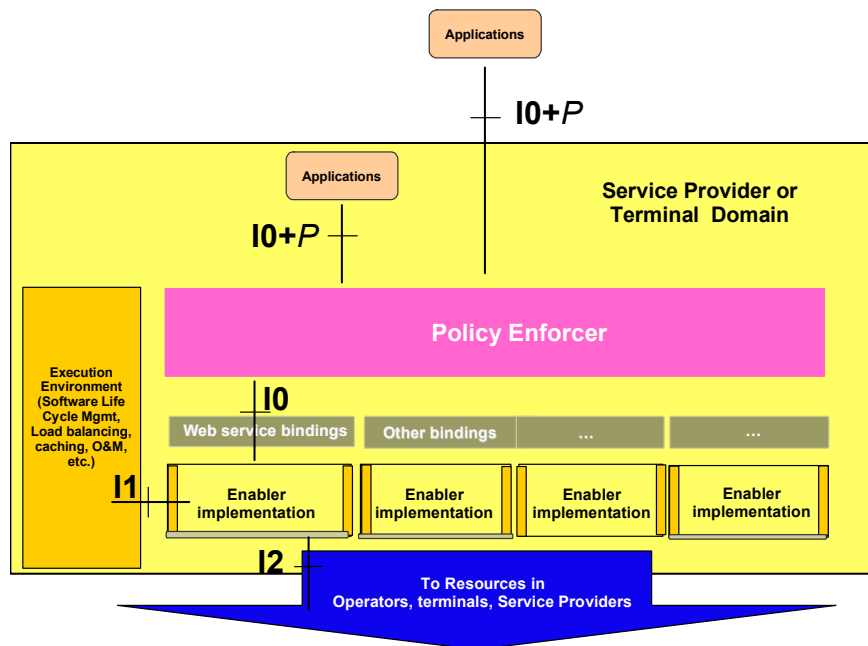 Applications
I0+P
Applications
Service Provider or
Terminal Domain
I0+P
Policy Enforcer
Execution
Environment
(Software Life
Cycle Mgmt,
Load balancing,
caching, O&M,
etc.)
I0
Web service bindings
Other bindings
...
...
I1
Enabler
implementation
Enabler
implementation
Enabler
implementation
Enabler
implementation
I2
To Resources in
Operators, terminals, Service Providers